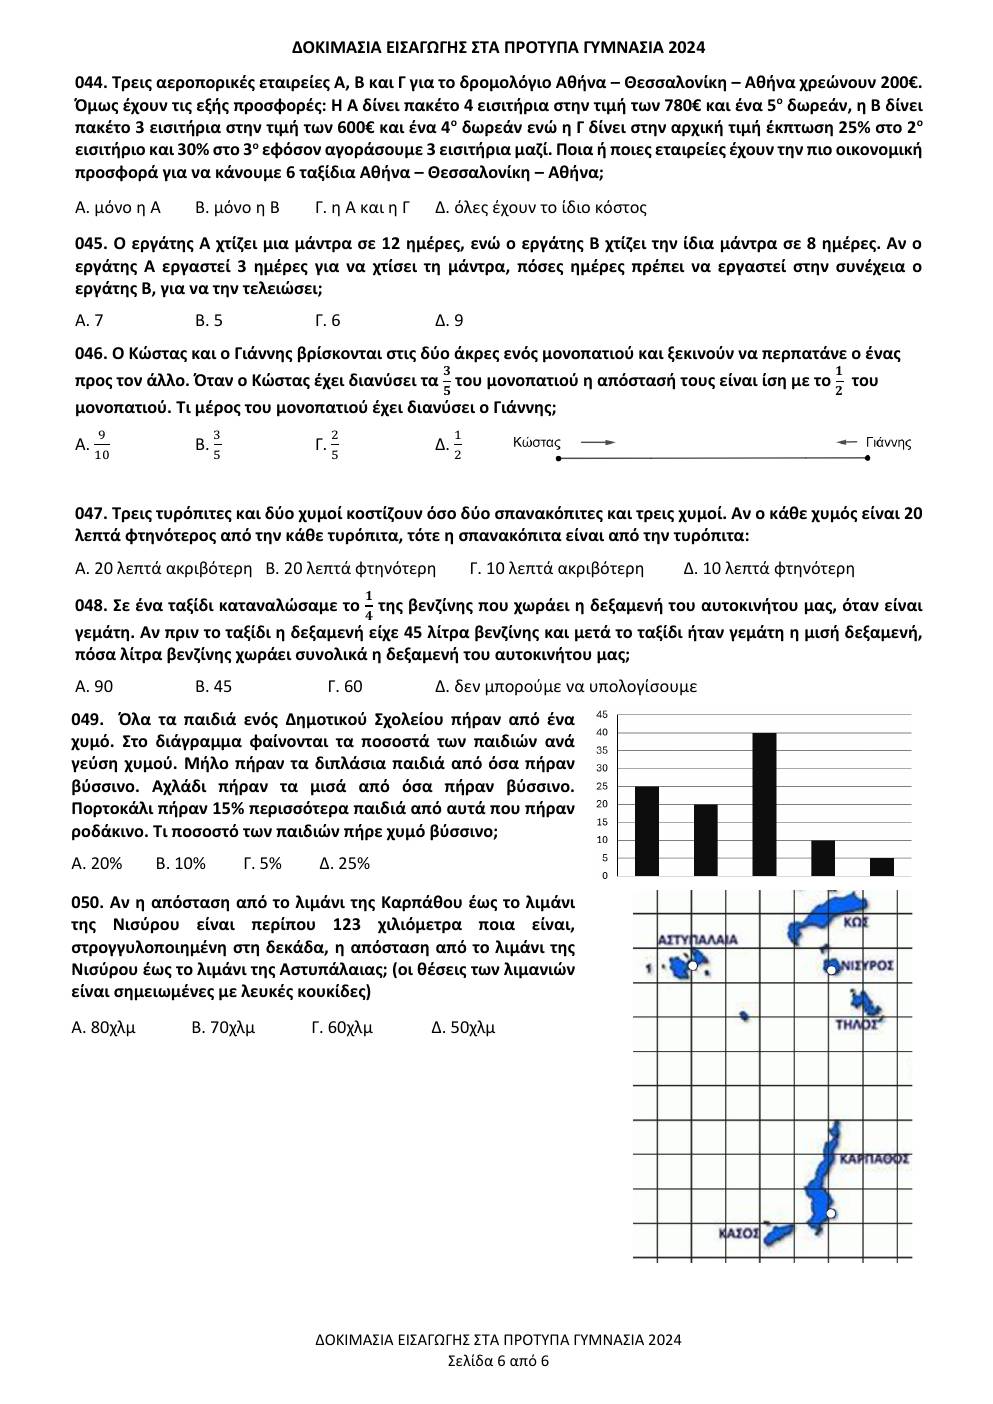 ΔΟΚΙΜΑΣΙΑ ΕΙΣΑΓΩΓΗΣ ΣΤΑ ΠΡΟΤΥΠΑ ΓΥΜΝΑΣΙΑ 2024
044. Τρεις αεροπορικές εταιρείες Α, Β και Γ για το δρομολόγιο Αθήνα – Θεσσαλονίκη – Αθήνα χρεώνουν 200€.
Όμως έχουν τις εξής προσφορές: Η Α δίνει πακέτο 4 εισιτήρια στην τιμή των 780€ και ένα 5ο δωρεάν, η Β δίνει
πακέτο 3 εισιτήρια στην τιμή των 600€ και ένα 4ο δωρεάν ενώ η Γ δίνει στην αρχική τιμή έκπτωση 25% στο 2ο
εισιτήριο και 30% στο 3ο εφόσον αγοράσουμε 3 εισιτήρια μαζί. Ποια ή ποιες εταιρείες έχουν την πιο οικονομική
προσφορά για να κάνουμε 6 ταξίδια Αθήνα – Θεσσαλονίκη – Αθήνα;
Α. μόνο η Α Β. μόνο η Β Γ. η Α και η Γ Δ. όλες έχουν το ίδιο κόστος
045. Ο εργάτης Α χτίζει μια μάντρα σε 12 ημέρες, ενώ ο εργάτης Β χτίζει την ίδια μάντρα σε 8 ημέρες. Αν ο
εργάτης Α εργαστεί 3 ημέρες για να χτίσει τη μάντρα, πόσες ημέρες πρέπει να εργαστεί στην συνέχεια ο
εργάτης Β, για να την τελειώσει;
Α. 7 Β. 5 Γ. 6 Δ. 9
046. Ο Κώστας και ο Γιάννης βρίσκονται στις δύο άκρες ενός μονοπατιού και ξεκινούν να περπατάνε ο ένας
προς τον άλλο. Όταν ο Κώστας έχει διανύσει τα 3/5 του μονοπατιού η απόστασή τους είναι ίση με το 1/2 του
μονοπατιού. Τι μέρος του μονοπατιού έχει διανύσει ο Γιάννης;
Α. 9/10 Β. 3/5 Γ. 2/5 Δ. 1/2 Κώστας Γιάννης
047. Τρεις τυρόπιτες και δύο χυμοί κοστίζουν όσο δύο σπανακόπιτες και τρεις χυμοί. Αν ο κάθε χυμός είναι 20
λεπτά φτηνότερος από την κάθε τυρόπιτα, τότε η σπανακόπιτα είναι από την τυρόπιτα:
Α. 20 λεπτά ακριβότερη Β. 20 λεπτά φτηνότερη Γ. 10 λεπτά ακριβότερη Δ. 10 λεπτά φτηνότερη
048. Σε ένα ταξίδι καταναλώσαμε το 1/4 της βενζίνης που χωράει η δεξαμενή του αυτοκινήτου μας, όταν είναι
γεμάτη. Αν πριν το ταξίδι η δεξαμενή είχε 45 λίτρα βενζίνης και μετά το ταξίδι ήταν γεμάτη η μισή δεξαμενή,
πόσα λίτρα βενζίνης χωράει συνολικά η δεξαμενή του αυτοκινήτου μας;
Α. 90 Β. 45 Γ. 60 Δ. δεν μπορούμε να υπολογίσουμε
049. Όλα τα παιδιά ενός Δημοτικού Σχολείου πήραν από ένα
χυμό. Στο διάγραμμα φαίνονται τα ποσοστά των παιδιών ανά
γεύση χυμού. Μήλο πήραν τα διπλάσια παιδιά από όσα πήραν
βύσσινο. Αχλάδι πήραν τα μισά από όσα πήραν βύσσινο.
Πορτοκάλι πήραν 15% περισσότερα παιδιά από αυτά που πήραν
ροδάκινο. Τι ποσοστό των παιδιών πήρε χυμό βύσσινο;
Α. 20% Β. 10% Γ. 5% Δ. 25%
45
40
35
30
25
20
15
10
5
0
050. Αν η απόσταση από το λιμάνι της Καρπάθου έως το λιμάνι
της Νισύρου είναι περίπου 123 χιλιόμετρα ποια είναι,
στρογγυλοποιημένη στη δεκάδα, η απόσταση από το λιμάνι της
Νισύρου έως το λιμάνι της Αστυπάλαιας; (οι θέσεις των λιμανιών
είναι σημειωμένες με λευκές κουκίδες)
Α. 80χλμ Β. 70χλμ Γ. 60χλμ Δ. 50χλμ
ΚΩΣ
ΑΣΤΥΠΑΛΑΙΑ
ΝΙΣΥΡΟΣ
ΤΗΛΟΣ
ΚΑΡΠΑΘΟΣ
ΚΑΣΟΣ
ΔΟΚΙΜΑΣΙΑ ΕΙΣΑΓΩΓΗΣ ΣΤΑ ΠΡΟΤΥΠΑ ΓΥΜΝΑΣΙΑ 2024
Σελίδα 6 από 6